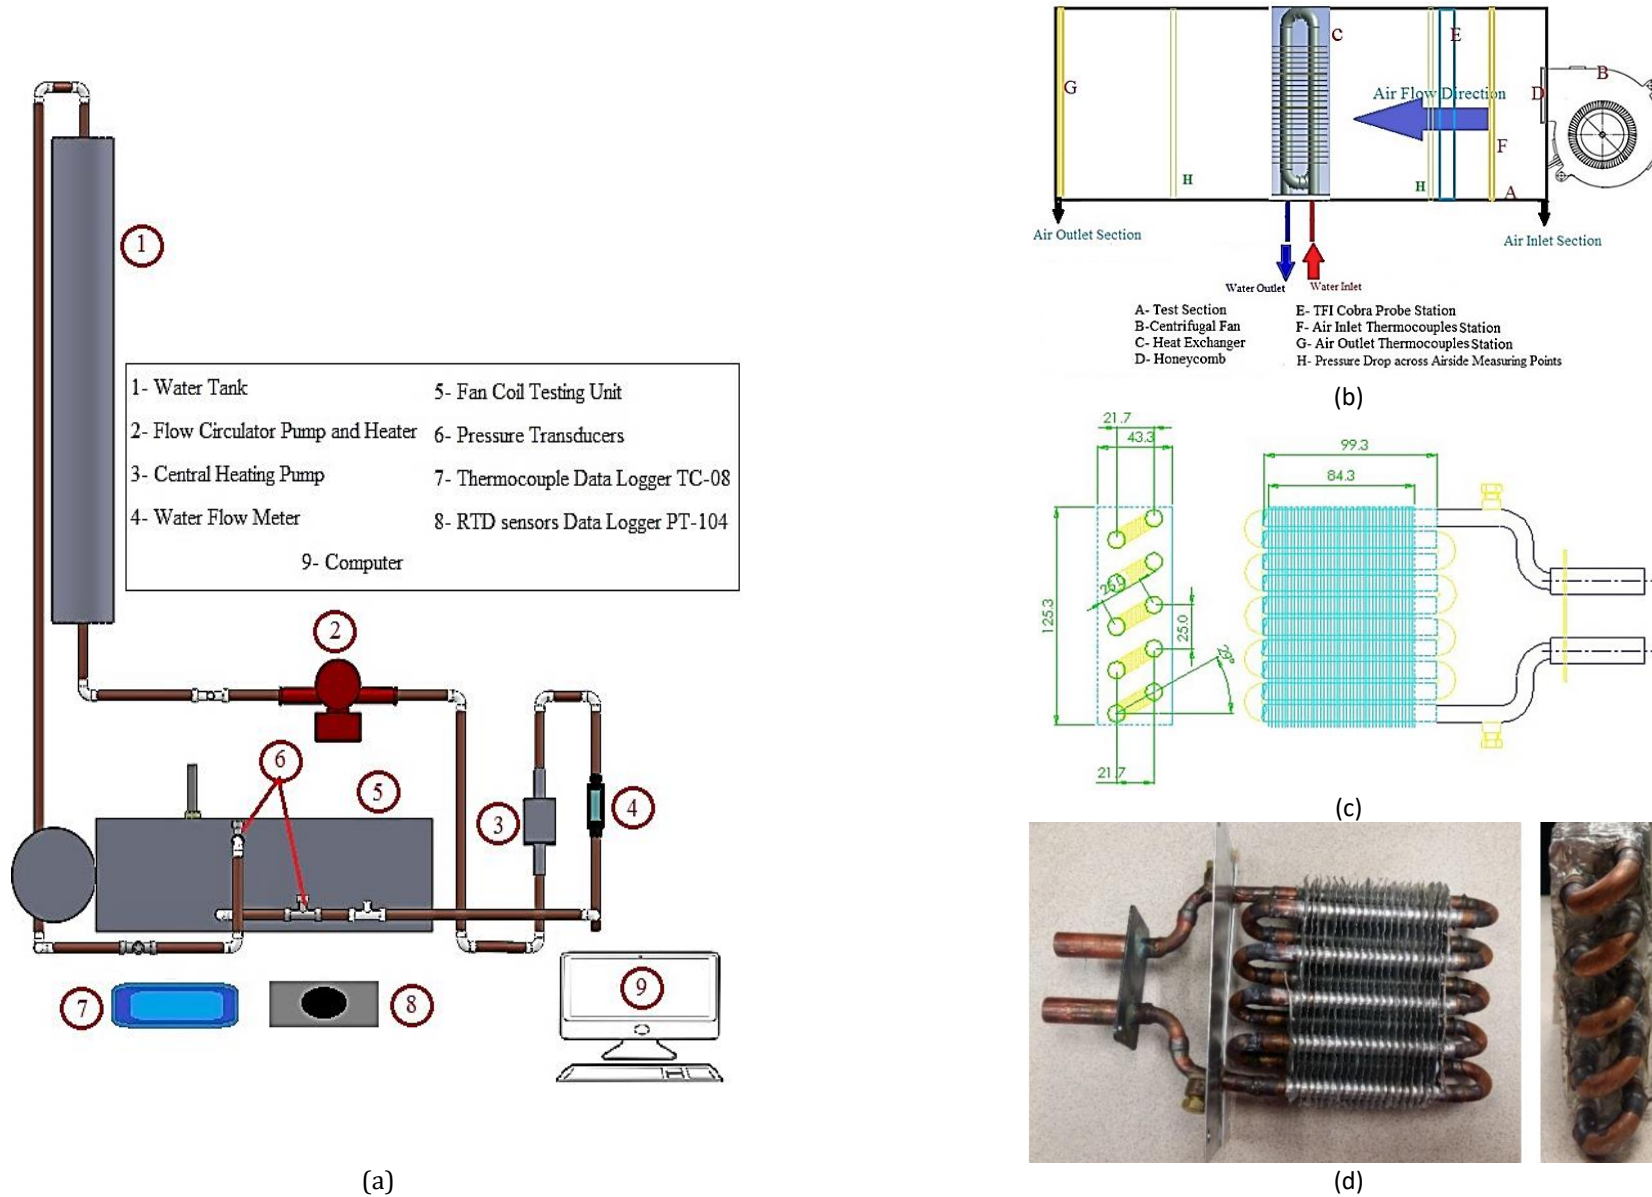 1
1- Water Tank
2- Flow Circulator Pump and Heater
3- Central Heating Pump
4- Water Flow Meter
5- Fan Coil Testing Unit
6- Pressure Transducers
7- Thermocouple Data Logger TC-08
8- RTD sensors Data Logger PT-104
9- Computer
2
6
5
3
4
7
8
9
(a)
G
H
C
Air Flow Direction
E
H
F
A
D
B
Air Outlet Section
Air Inlet Section
Water Outlet
Water Inlet
A- Test Section
B-Centrifugal Fan
C- Heat Exchanger
D- Honeycomb
E- TFI Cobra Probe Station
F- Air Inlet Thermocouples Station
G- Air Outlet Thermocouples Station
H- Pressure Drop across Airside Measuring Points
(b)
21.7
43.3
125.3
25.0
29°
21.7
99.3
84.3
(c)
(d)